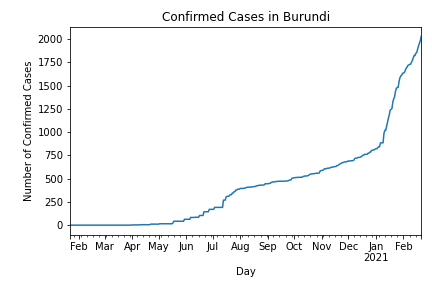 Confirmed Cases in Burundi
Number of Confirmed Cases
2000
1750
1500
1250
1000
750
500
250
0
Feb Mar Apr May Jun Jul Aug Sep Oct Nov Dec Jan Feb
2021
Day